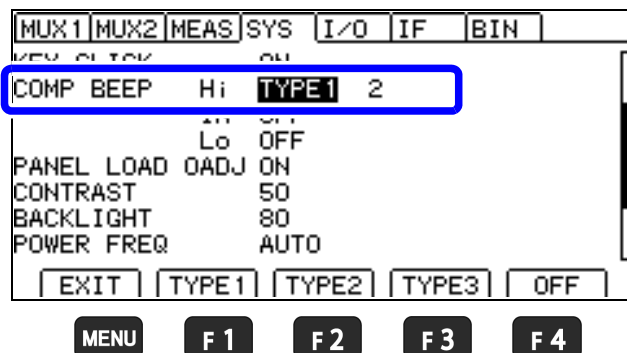 MUX1 MUX2 MEAS SYS I/O IF BIN
COMP BEEP Hi TYPE1 2
Lo OFF
PANEL LOAD 0ADJ ON
CONTRAST 50
BACKLIGHT 80
POWER FREQ AUTO
EXIT TYPE1 TYPE2 TYPE3 OFF
MENU F1 F2 F3 F4